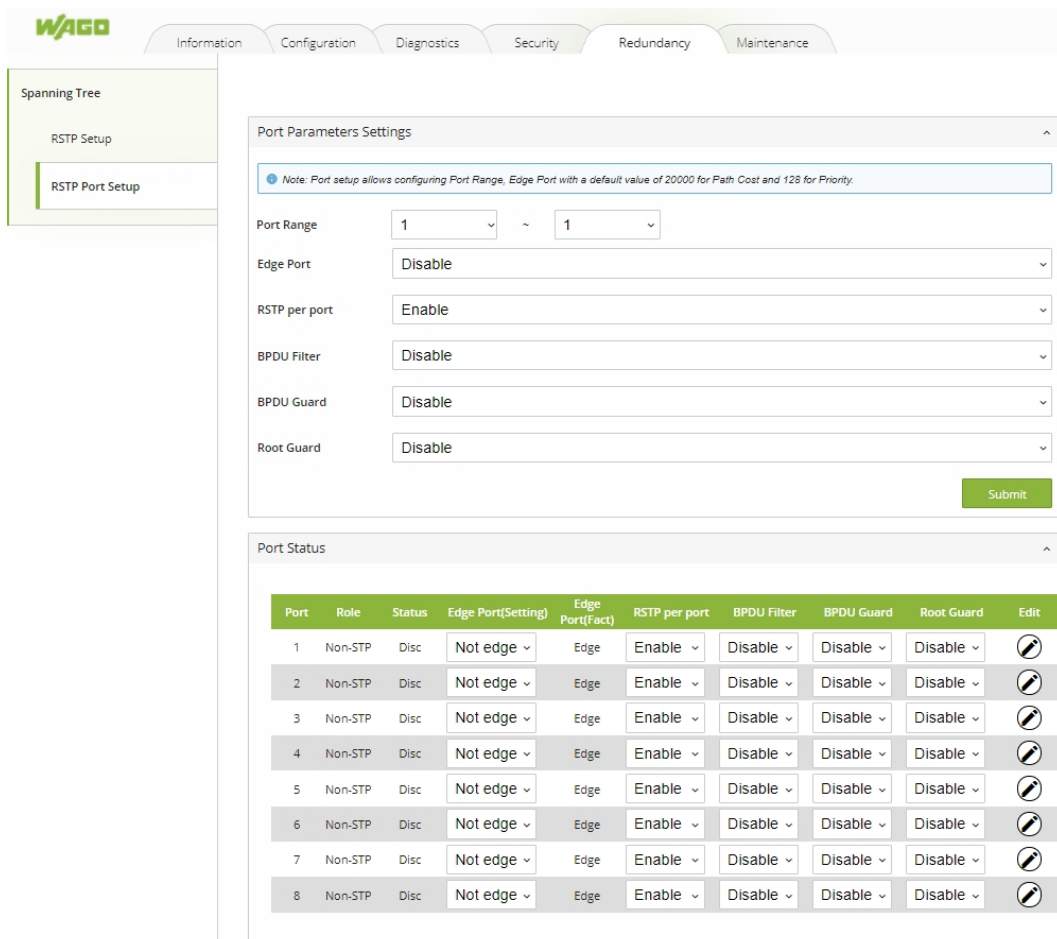 WAGO
Information Configuration Diagnostics Security Redundancy Maintenance
Spanning Tree
RSTP Setup
RSTP Port Setup
Port Parameters Settings
Note: Port setup allows configuring Port Range, Edge Port with a default value of 20000 for Path Cost and 128 for Priority.
Port Range 1 ~ 1
Edge Port Disable
RSTP per port Enable
BPDU Filter Disable
BPDU Guard Disable
Root Guard Disable
Submit
Port Status
Port Role Status Edge Port(Setting) Edge Port(Fact) RSTP per port BPDU Filter BPDU Guard Root Guard Edit
1 Non-STP Disc Not edge Edge Enable Disable Disable Disable
2 Non-STP Disc Not edge Edge Enable Disable Disable Disable
3 Non-STP Disc Not edge Edge Enable Disable Disable Disable
4 Non-STP Disc Not edge Edge Enable Disable Disable Disable
5 Non-STP Disc Not edge Edge Enable Disable Disable Disable
6 Non-STP Disc Not edge Edge Enable Disable Disable Disable
7 Non-STP Disc Not edge Edge Enable Disable Disable Disable
8 Non-STP Disc Not edge Edge Enable Disable Disable Disable